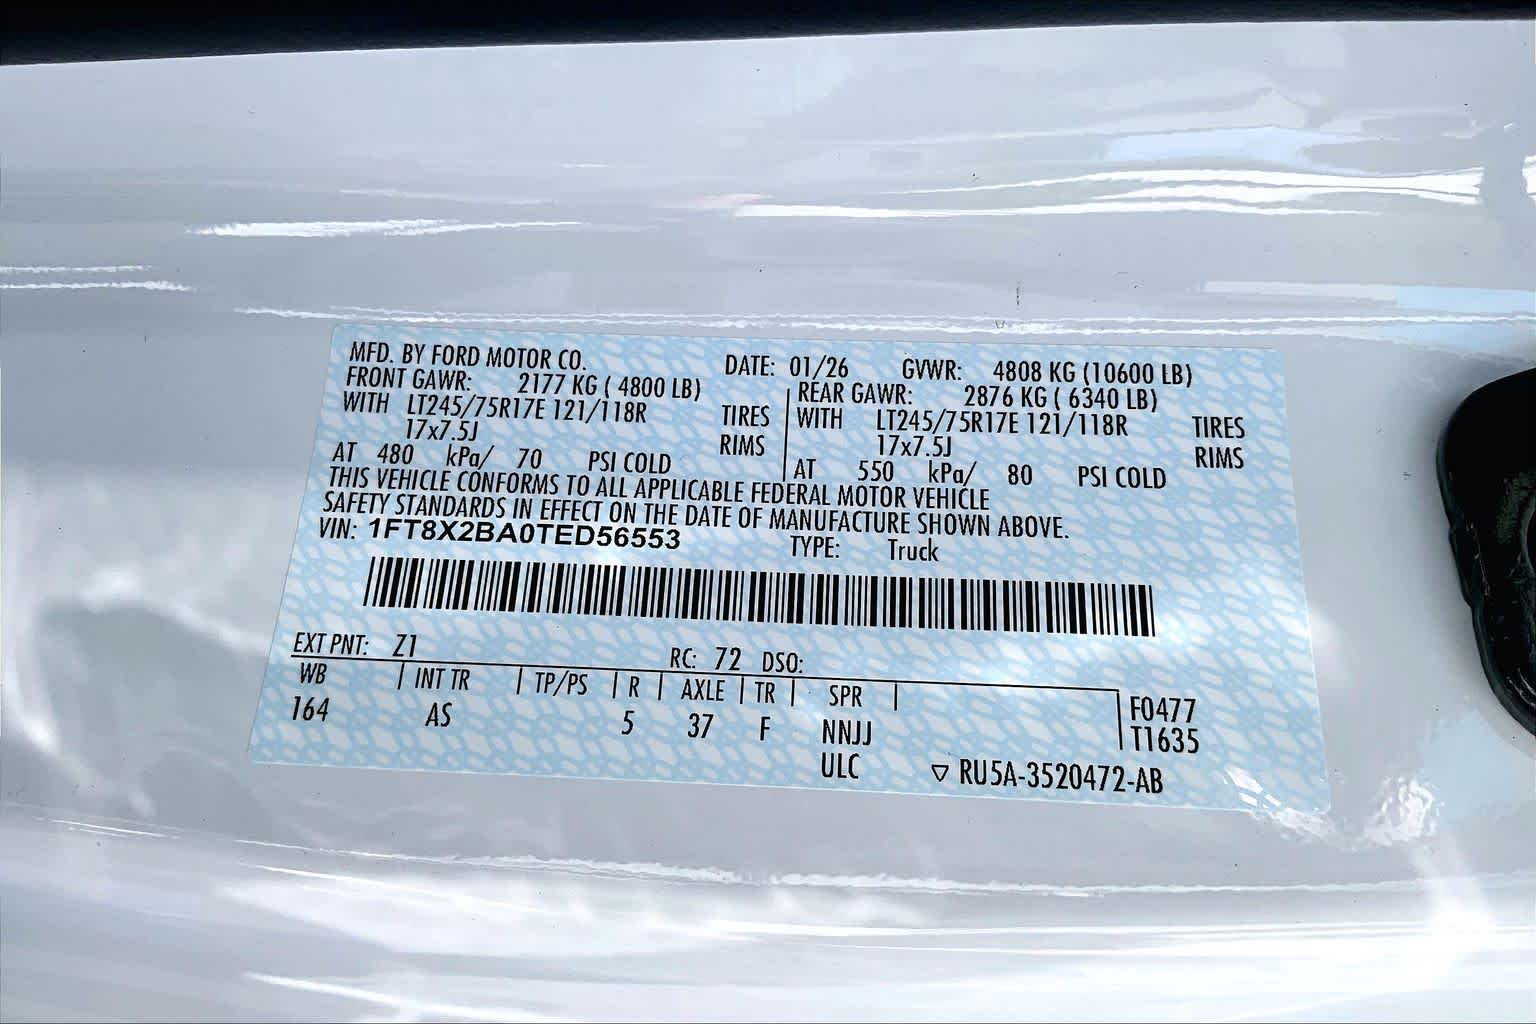 MFD. BY FORD MOTOR CO. DATE: 01/26 GVWR: 4808 KG (10600 LB)
FRONT GAWR: 2177 KG ( 4800 LB) REAR GAWR: 2876 KG ( 6340 LB)
WITH LT245/75R17E 121/118R TIRES WITH LT245/75R17E 121/118R TIRES
17x7.5J RIMS 17x7.5J RIMS
AT 480 kPa/ 70 PSI COLD AT 550 kPa/ 80 PSI COLD
THIS VEHICLE CONFORMS TO ALL APPLICABLE FEDERAL MOTOR VEHICLE
SAFETY STANDARDS IN EFFECT ON THE DATE OF MANUFACTURE SHOWN ABOVE.
VIN: 1FT8X2BA0TED56553 TYPE: Truck
EXT PNT: Z1 RC: 72 DSO:
WB INT TR TP/PS R AXLE TR SPR F0477
164 AS 5 37 F NNJJ T1635
ULC ▽ RU5A-3520472-AB